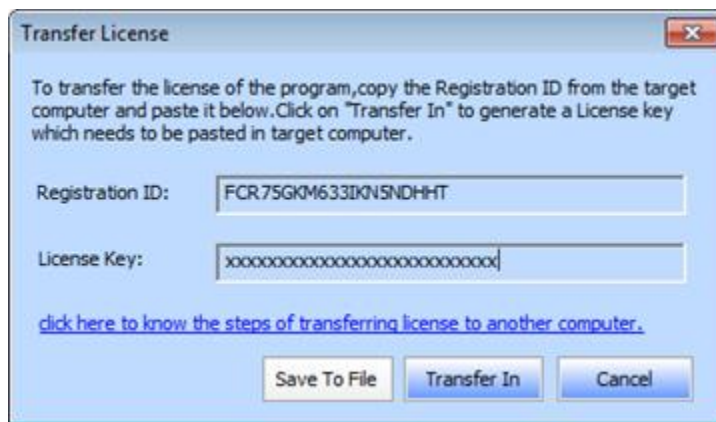 Transfer License
To transfer the license of the program,copy the Registration ID from the target
computer and paste it below.Click on "Transfer In" to generate a License key
which needs to be pasted in target computer.
Registration ID: FCR75GKM633IKN5NDHHT
License Key: xxxxxxxxxxxxxxxxxxxxxxxxxxx
click here to know the steps of transferring license to another computer.
Save To File Transfer In Cancel